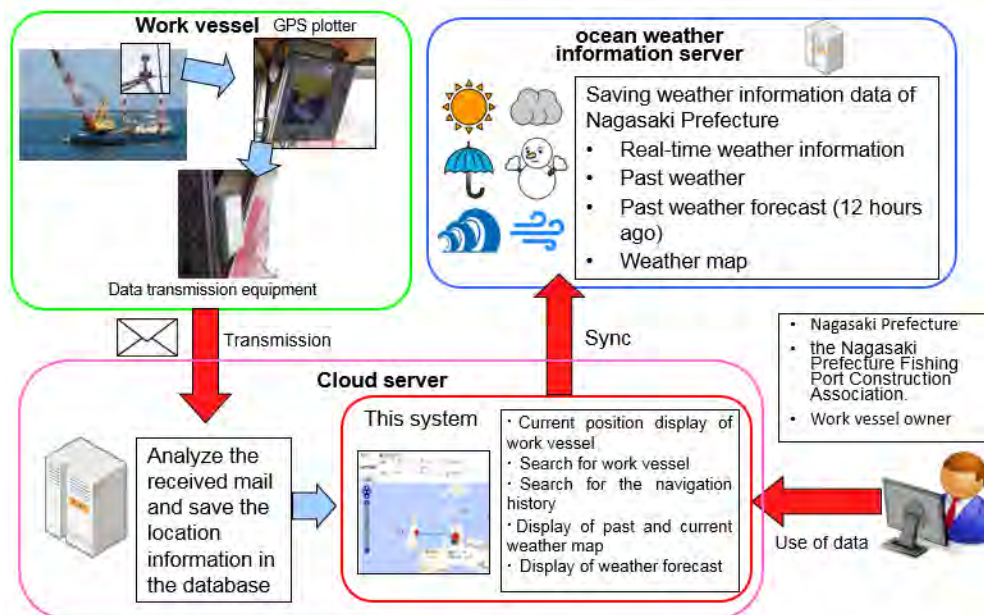 Work vessel
GPS plotter
Data transmission equipment
ocean weather
information server
Saving weather information data of
Nagasaki Prefecture
• Real-time weather information
• Past weather
• Past weather forecast (12 hours
ago)
• Weather map
Transmission
Sync
• Nagasaki Prefecture
• the Nagasaki
Prefecture Fishing
Port Construction
Association.
• Work vessel owner
Cloud server
Analyze the
received mail
and save the
location
information in
the database
This system
・Current position display of
work vessel
・Search for work vessel
・Search for the navigation
history
・Display of past and current
weather map
・Display of weather forecast
Use of data